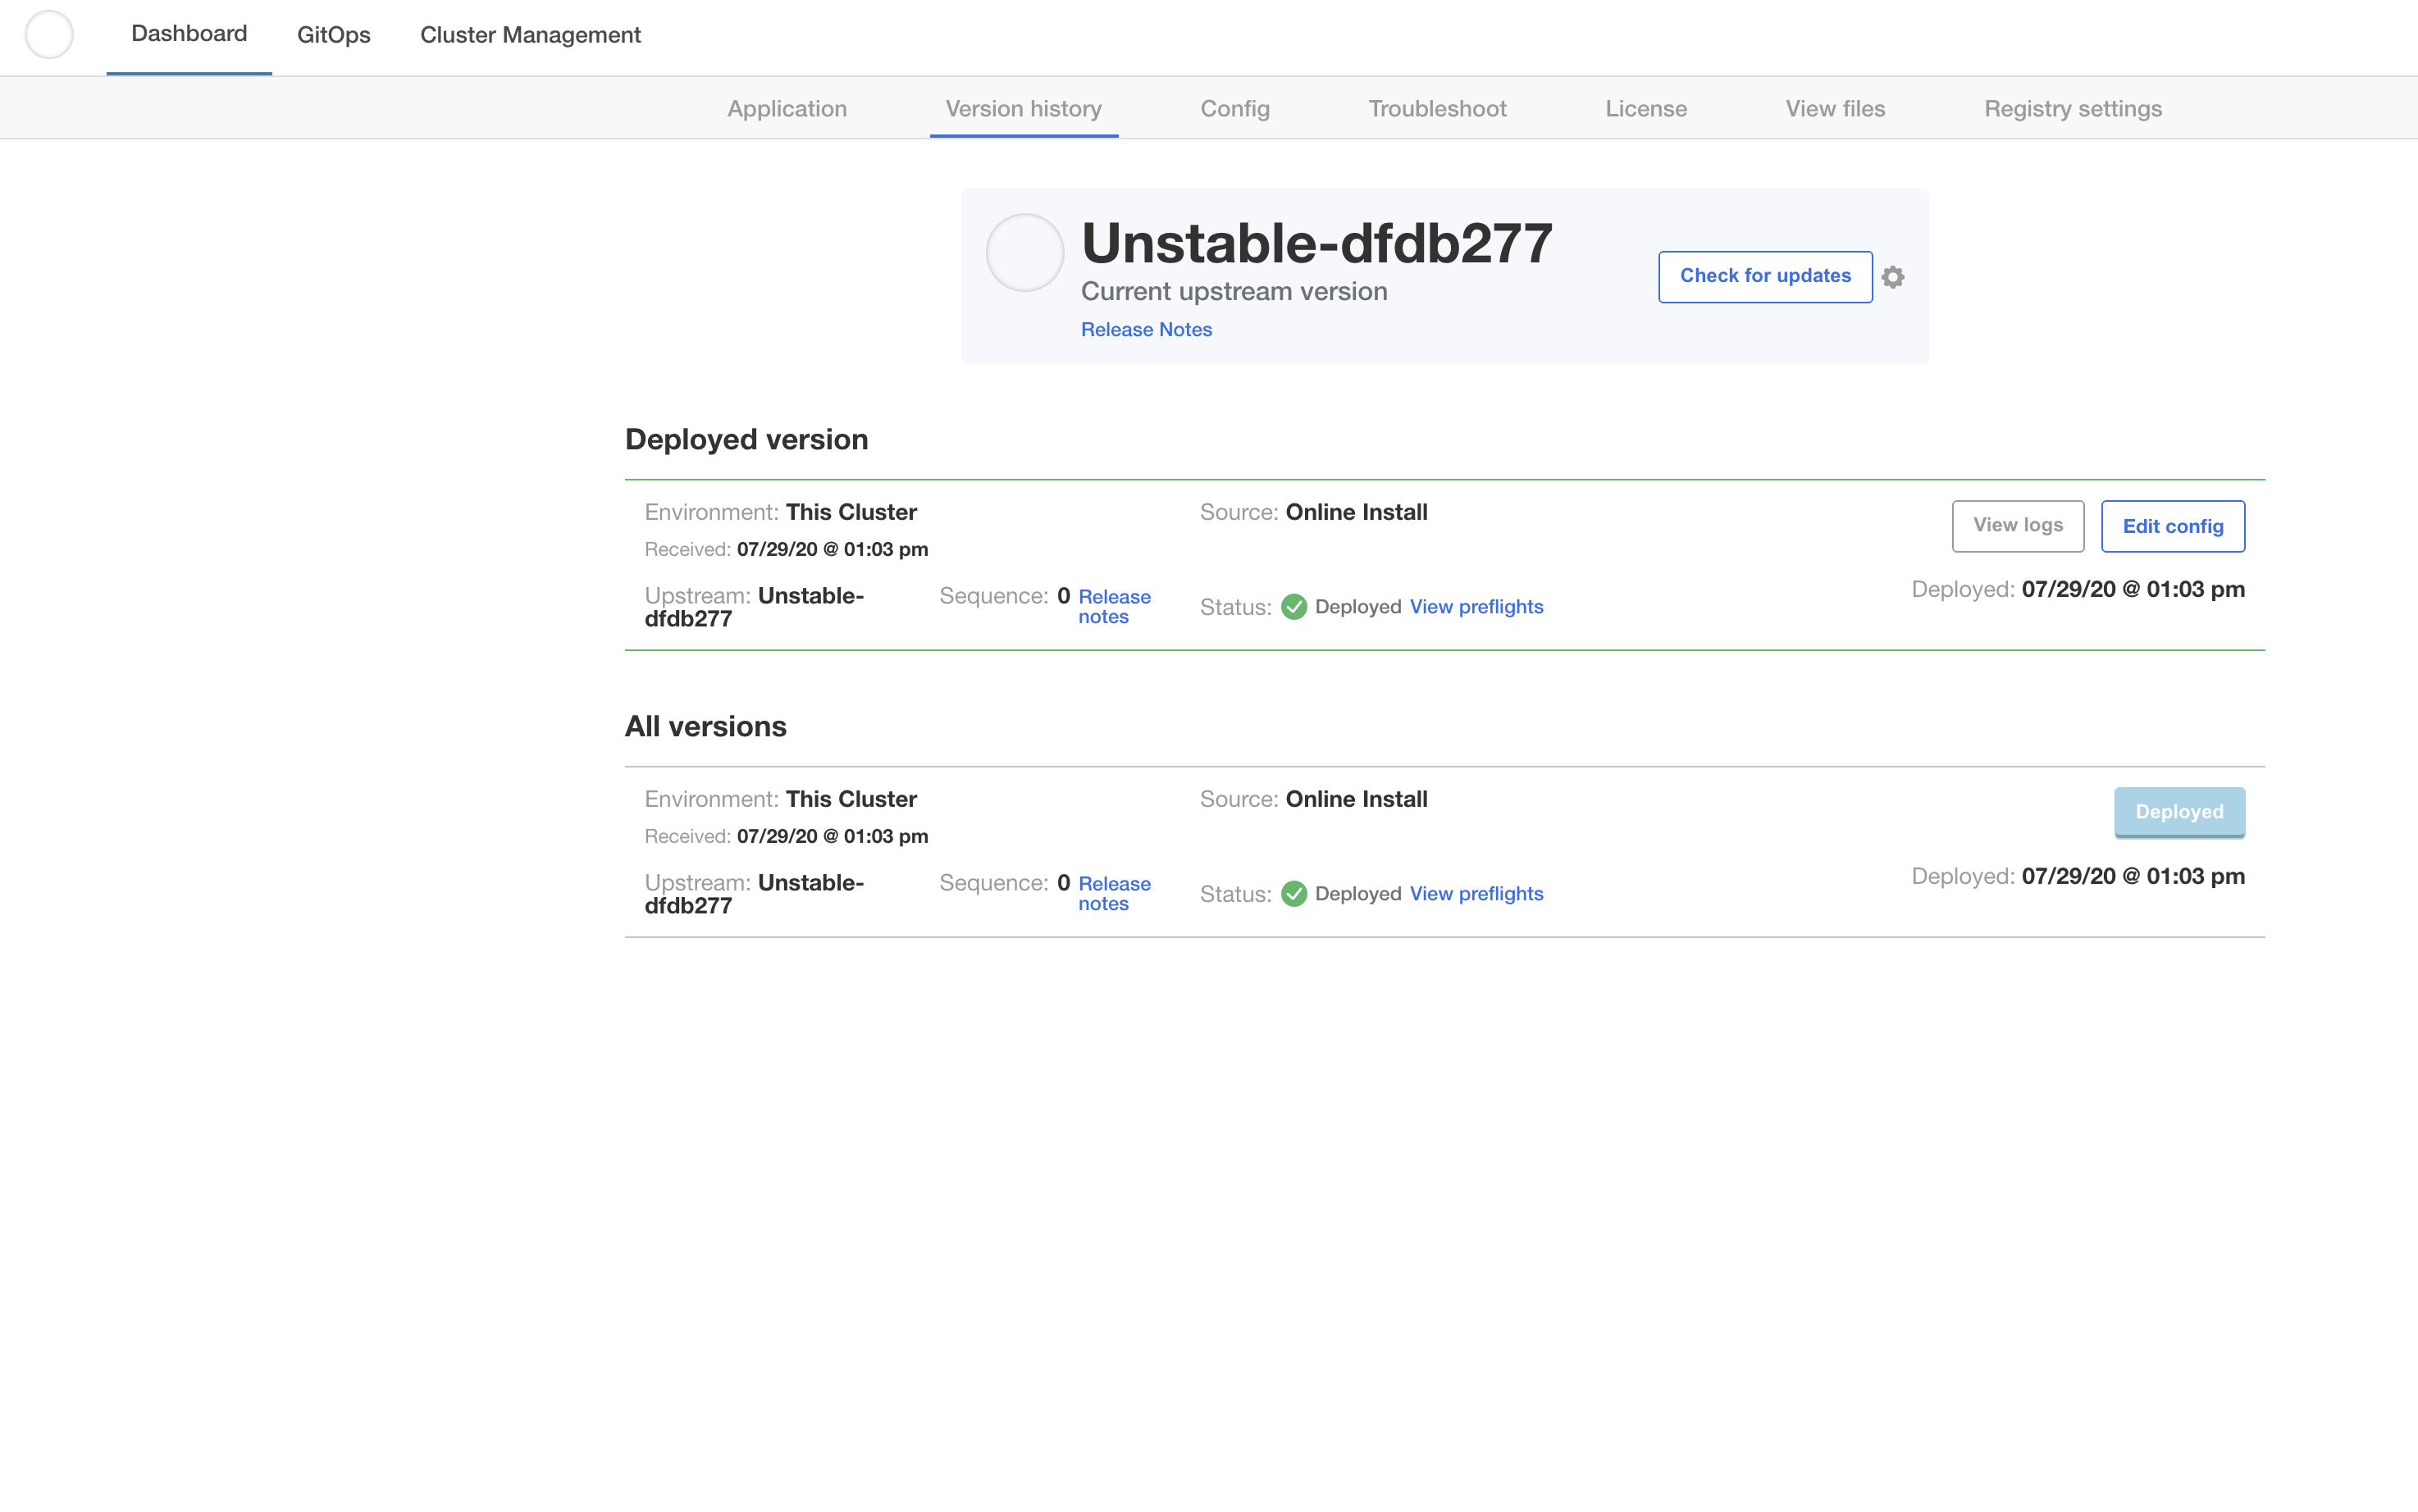 Dashboard GitOps Cluster Management
Application Version history Config Troubleshoot License View files Registry settings
Unstable-dfdb277
Current upstream version
Release Notes
Check for updates
Deployed version
Environment: This Cluster
Received: 07/29/20 @ 01:03 pm
Upstream: Unstable-
dfdb277
Sequence: 0 Release
notes
Source: Online Install
Status: Deployed View preflights
View logs Edit config
Deployed: 07/29/20 @ 01:03 pm
All versions
Environment: This Cluster
Received: 07/29/20 @ 01:03 pm
Upstream: Unstable-
dfdb277
Sequence: 0 Release
notes
Source: Online Install
Status: Deployed View preflights
Deployed
Deployed: 07/29/20 @ 01:03 pm